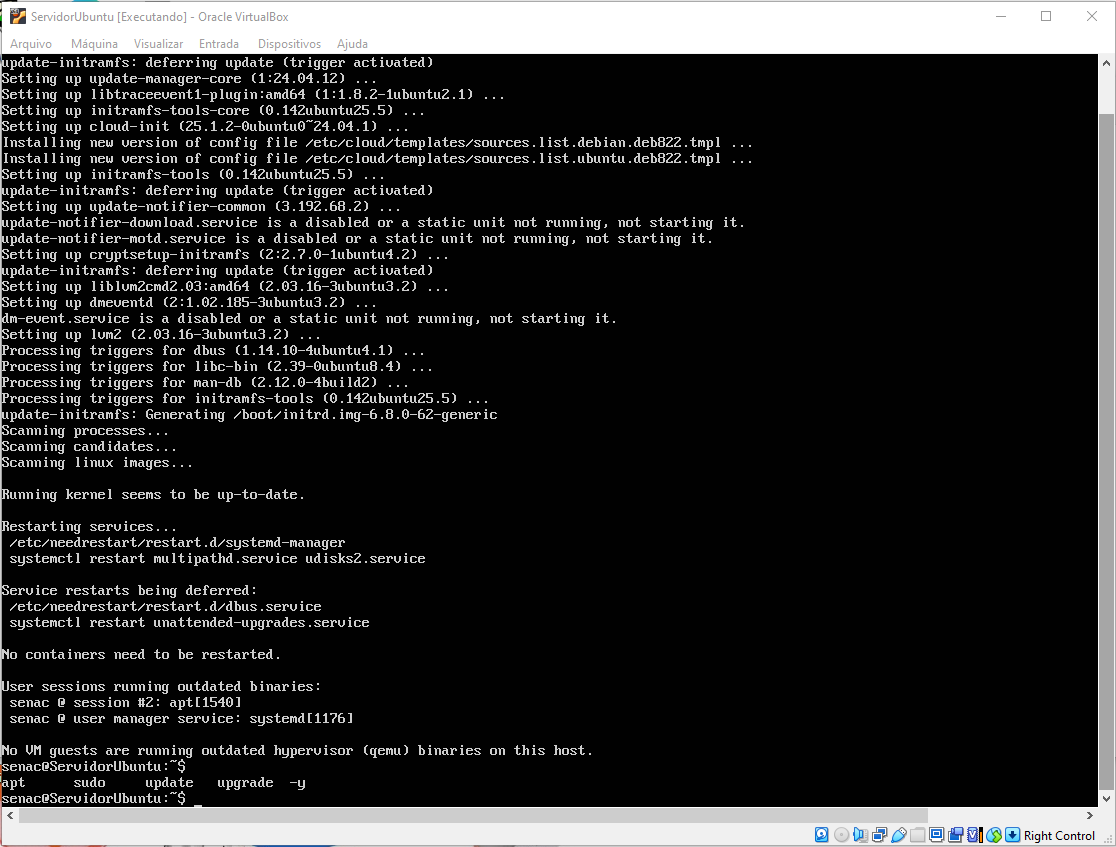 ServidorUbuntu [Executando] - Oracle VirtualBox
Arquivo Máquina Visualizar Entrada Dispositivos Ajuda
update-initramfs: deferring update (trigger activated)
Setting up update-manager-core (1:24.04.12) ...
Setting up libtraceevent1-plugin:amd64 (1:1.8.2-1ubuntu2.1) ...
Setting up initramfs-tools-core (0.142ubuntu25.5) ...
Setting up cloud-init (25.1.2-0ubuntu0~24.04.1) ...
Installing new version of config file /etc/cloud/templates/sources.list.debian.deb822.tmpl ...
Installing new version of config file /etc/cloud/templates/sources.list.ubuntu.deb822.tmpl ...
Setting up initramfs-tools (0.142ubuntu25.5) ...
update-initramfs: deferring update (trigger activated)
Setting up update-notifier-common (3.192.68.2) ...
update-notifier-download.service is a disabled or a static unit not running, not starting it.
update-notifier-motd.service is a disabled or a static unit not running, not starting it.
Setting up cryptsetup-initramfs (2:2.7.0-1ubuntu4.2) ...
update-initramfs: deferring update (trigger activated)
Setting up liblvm2cmd2.03:amd64 (2.03.16-3ubuntu3.2) ...
Setting up dmeventd (2:1.02.185-3ubuntu3.2) ...
dm-event.service is a disabled or a static unit not running, not starting it.
Setting up lvm2 (2.03.16-3ubuntu3.2) ...
Processing triggers for dbus (1.14.10-4ubuntu4.1) ...
Processing triggers for libc-bin (2.39-0ubuntu8.4) ...
Processing triggers for man-db (2.12.0-4build2) ...
Processing triggers for initramfs-tools (0.142ubuntu25.5) ...
update-initramfs: Generating /boot/initrd.img-6.8.0-62-generic
Scanning processes...
Scanning candidates...
Scanning linux images...
Running kernel seems to be up-to-date.
Restarting services...
/etc/needrestart/restart.d/systemd-manager
systemctl restart multipathd.service udisks2.service
Service restarts being deferred:
/etc/needrestart/restart.d/dbus.service
systemctl restart unattended-upgrades.service
No containers need to be restarted.
User sessions running outdated binaries:
senac @ session #2: apt[1540]
senac @ user manager service: systemd[1176]
No VM guests are running outdated hypervisor (qemu) binaries on this host.
senac@ServidorUbuntu:~$
apt sudo update upgrade -y
senac@ServidorUbuntu:~$ _
Right Control